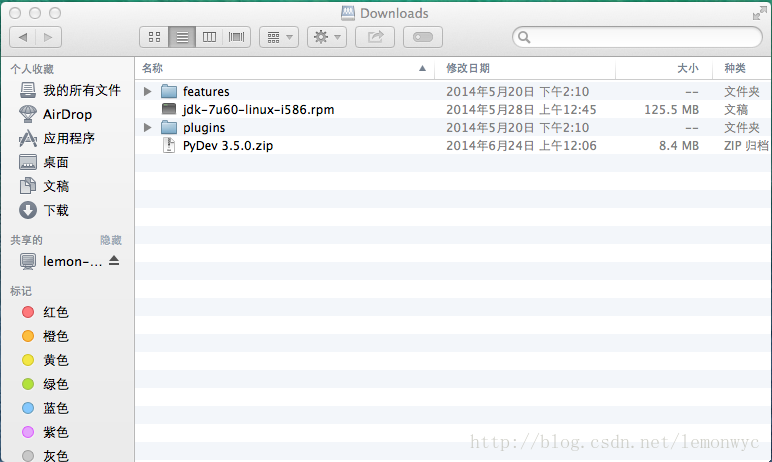 Downloads
名称 修改日期 大小 种类
features 2014年5月20日 下午2:10 -- 文件夹
jdk-7u60-linux-i586.rpm 2014年5月28日 上午12:45 125.5 MB 文稿
plugins 2014年5月20日 下午2:10 -- 文件夹
PyDev 3.5.0.zip 2014年6月24日 上午12:06 8.4 MB ZIP 归档
个人收藏
我的所有文件
AirDrop
应用程序
桌面
文稿
下载
共享的 隐藏
lemon-...
标记
红色
橙色
黄色
绿色
蓝色
紫色
灰色
http://blog.csdn.net/lemonwyc